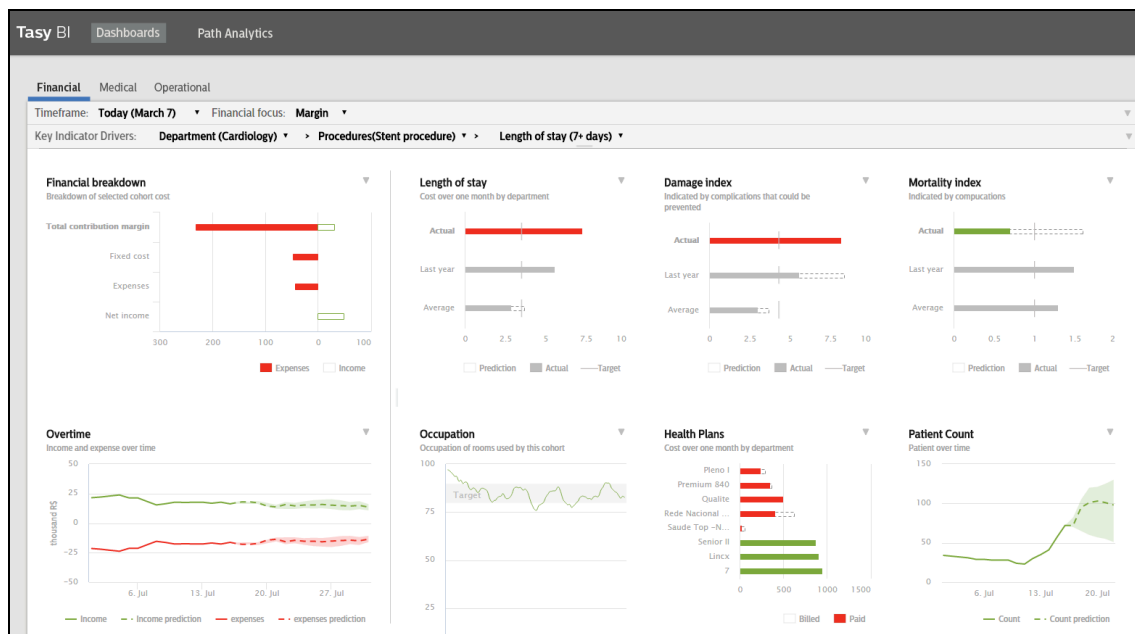 Tasy BI Dashboards Path Analytics
Financial Medical Operational
Timeframe: Today (March 7) Financial focus: Margin
Key Indicator Drivers: Department (Cardiology) > Procedures(Stent procedure) > Length of stay (7+ days)
Financial breakdown
Breakdown of selected cohort cost
Total contribution margin
Fixed cost
Expenses
Net income
300 200 100 0 100
Expenses Income
Length of stay
Cost over one month by department
Actual
Last year
Average
0 2.5 5 7.5 10
Prediction Actual Target
Damage index
Indicated by complications that could be
prevented
Actual
Last year
Average
0 2.5 5 7.5 10
Prediction Actual Target
Mortality index
Indicated by compucations
Actual
Last year
Average
0 0.5 1 1.5 2
Prediction Actual Target
Overtime
Income and expense over time
thousand R$
50
25
0
-25
-50
6. Jul 13. Jul 20. Jul 27. Jul
Income Income prediction expenses expenses prediction
Occupation
Occupation of rooms used by this cohort
100
Target
75
50
25
Health Plans
Cost over one month by department
Pleno I
Premium 840
Qualite
Rede Nacional ...
Saude Top -N...
Senior II
Lincx
7
0 500 1000 1500
Billed Paid
Patient Count
Patient over time
150
100
50
0
6. Jul 13. Jul 20. Jul
Count Count prediction